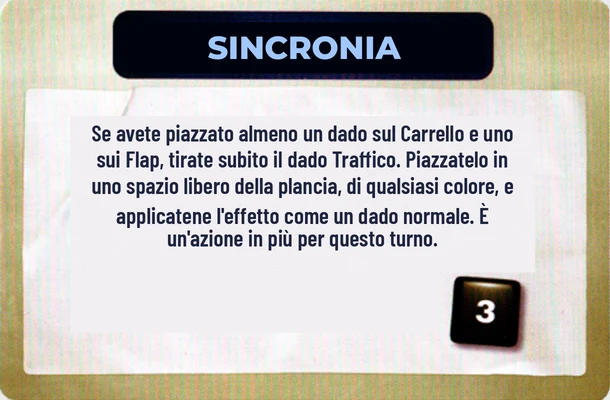 SINCRONIA
Se avete piazzato almeno un dado sul Carrello e uno
sui Flap, tirate subito il dado Traffico. Piazzatelo in
uno spazio libero della plancia, di qualsiasi colore, e
applicatene l'effetto come un dado normale. È
un'azione in più per questo turno.
3